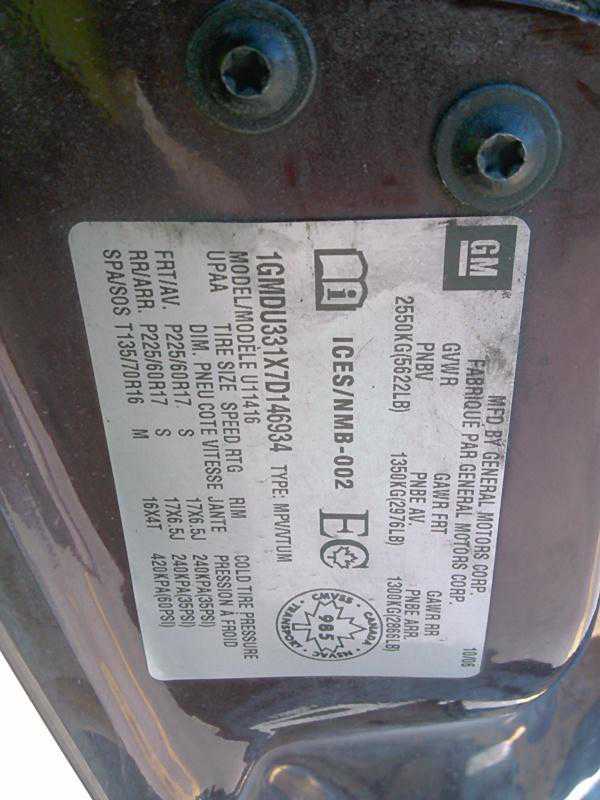 GM
MFD BY GENERAL MOTORS CORP. 10/06
FABRIQUÉ PAR GENERAL MOTORS CORP.
GVWR GAWR FRT GAWR RR
PNBV PNBE AV. PNBE ARR.
2550KG(5622LB) 1350KG(2976LB) 1300KG(2866LB)
i ICES/NMB-002 EC
CANADA
CMVSS
985
NSVAC
TRANSPORT
1GMDU331X7D146934 TYPE: MPV/VTUM
MODEL/MODÈLE U11416
UPAA TIRE SIZE SPEED RTG RIM COLD TIRE PRESSURE
DIM. PNEU COTE VITESSE JANTE PRESSION À FROID
FRT/AV. P225/60R17. S 17X6.5J 240KPA(35PSI)
RR/ARR. P225/60R17. S 17X6.5J 240KPA(35PSI)
SPA/SOS T135/70R16 M 16X4T 420KPA(60PSI)